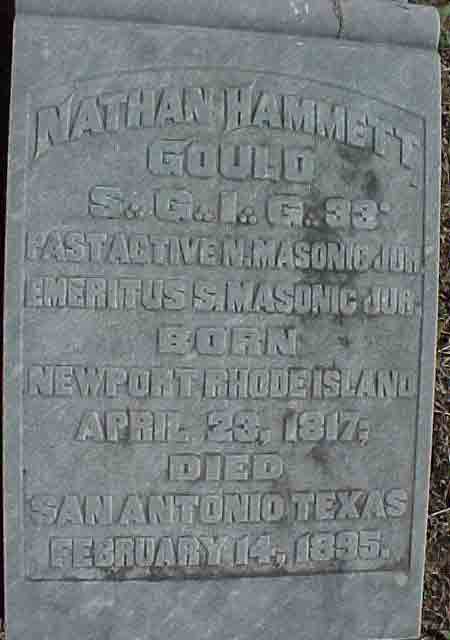 NATHAN HAMMETT
GOULD
S∴ G∴ I∴ G∴ 33°
PAST ACTIVE N. MASONIC JUR
EMERITUS S. MASONIC JUR.
BORN
NEWPORT RHODE ISLAND
APRIL 23, 1817;
DIED
SAN ANTONIO TEXAS
FEBRUARY 14, 1895.